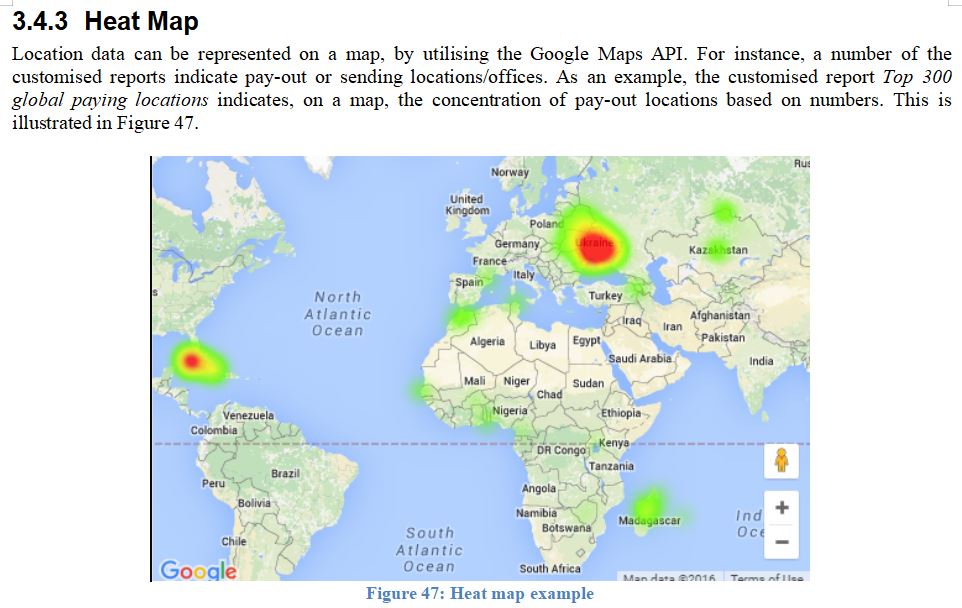 3.4.3 Heat Map
Location data can be represented on a map, by utilising the Google Maps API. For instance, a number of the
customised reports indicate pay-out or sending locations/offices. As an example, the customised report Top 300
global paying locations indicates, on a map, the concentration of pay-out locations based on numbers. This is
illustrated in Figure 47.
Norway
United
Kingdom
Poland
Germany
Ukraine
France
Italy
Spain
Kazakhstan
North
Atlantic
Ocean
Turkey
Iraq
Iran
Afghanistan
Pakistan
Algeria
Libya
Egypt
Saudi Arabia
India
Mali
Niger
Chad
Sudan
Nigeria
Ethiopia
Venezuela
Colombia
Kenya
DR Congo
Tanzania
Brazil
Peru
Angola
Bolivia
Namibia
Madagascar
Botswana
Chile
South
Atlantic
Ocean
South Africa
+
−
Google
Map data ©2016 Terms of Use
Figure 47: Heat map example